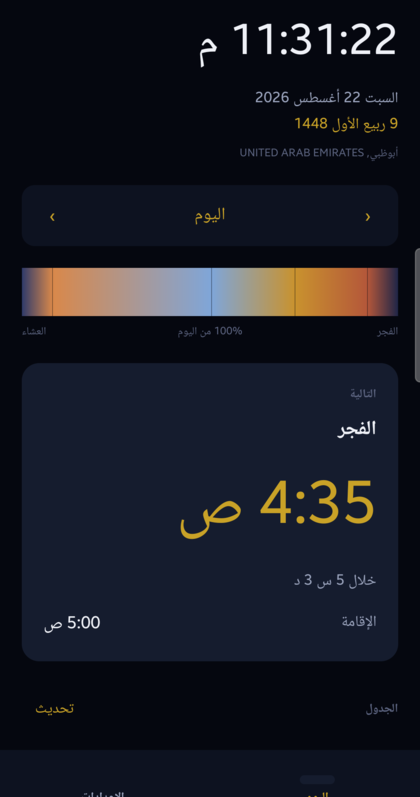 11:31:22 م
السبت 22 أغسطس 2026
9 ربيع الأول 1448
أبوظبي, UNITED ARAB EMIRATES
‹ اليوم ›
الفجر 100% من اليوم العشاء
التالية
الفجر
4:35 ص
خلال 5 س 3 د
الإقامة 5:00 ص
الجدول تحديث